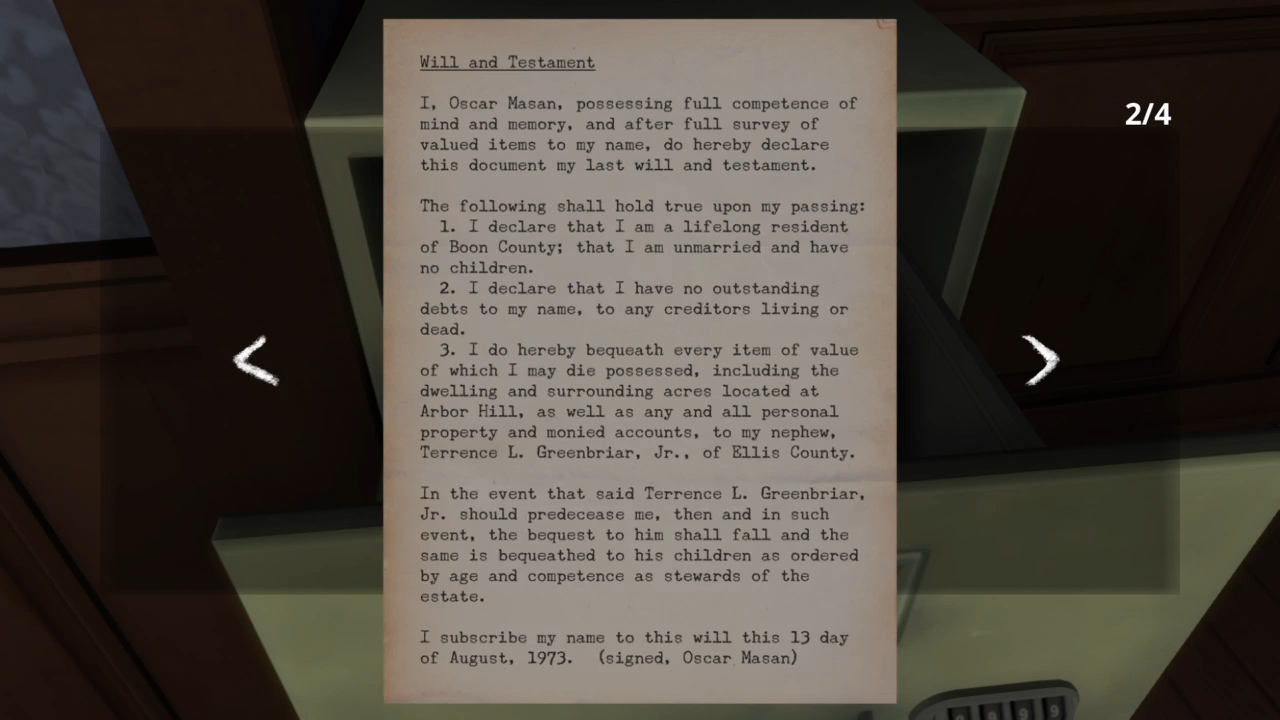 Will and Testament
2/4
I, Oscar Masan, possessing full competence of
mind and memory, and after full survey of
valued items to my name, do hereby declare
this document my last will and testament.
The following shall hold true upon my passing:
1. I declare that I am a lifelong resident
of Boon County; that I am unmarried and have
no children.
2. I declare that I have no outstanding
debts to my name, to any creditors living or
dead.
3. I do hereby bequeath every item of value
of which I may die possessed, including the
dwelling and surrounding acres located at
Arbor Hill, as well as any and all personal
property and monied accounts, to my nephew,
Terrence L. Greenbriar, Jr., of Ellis County.
In the event that said Terrence L. Greenbriar,
Jr. should predecease me, then and in such
event, the bequest to him shall fall and the
same is bequeathed to his children as ordered
by age and competence as stewards of the
estate.
I subscribe my name to this will this 13 day
of August, 1973. (signed, Oscar Masan)